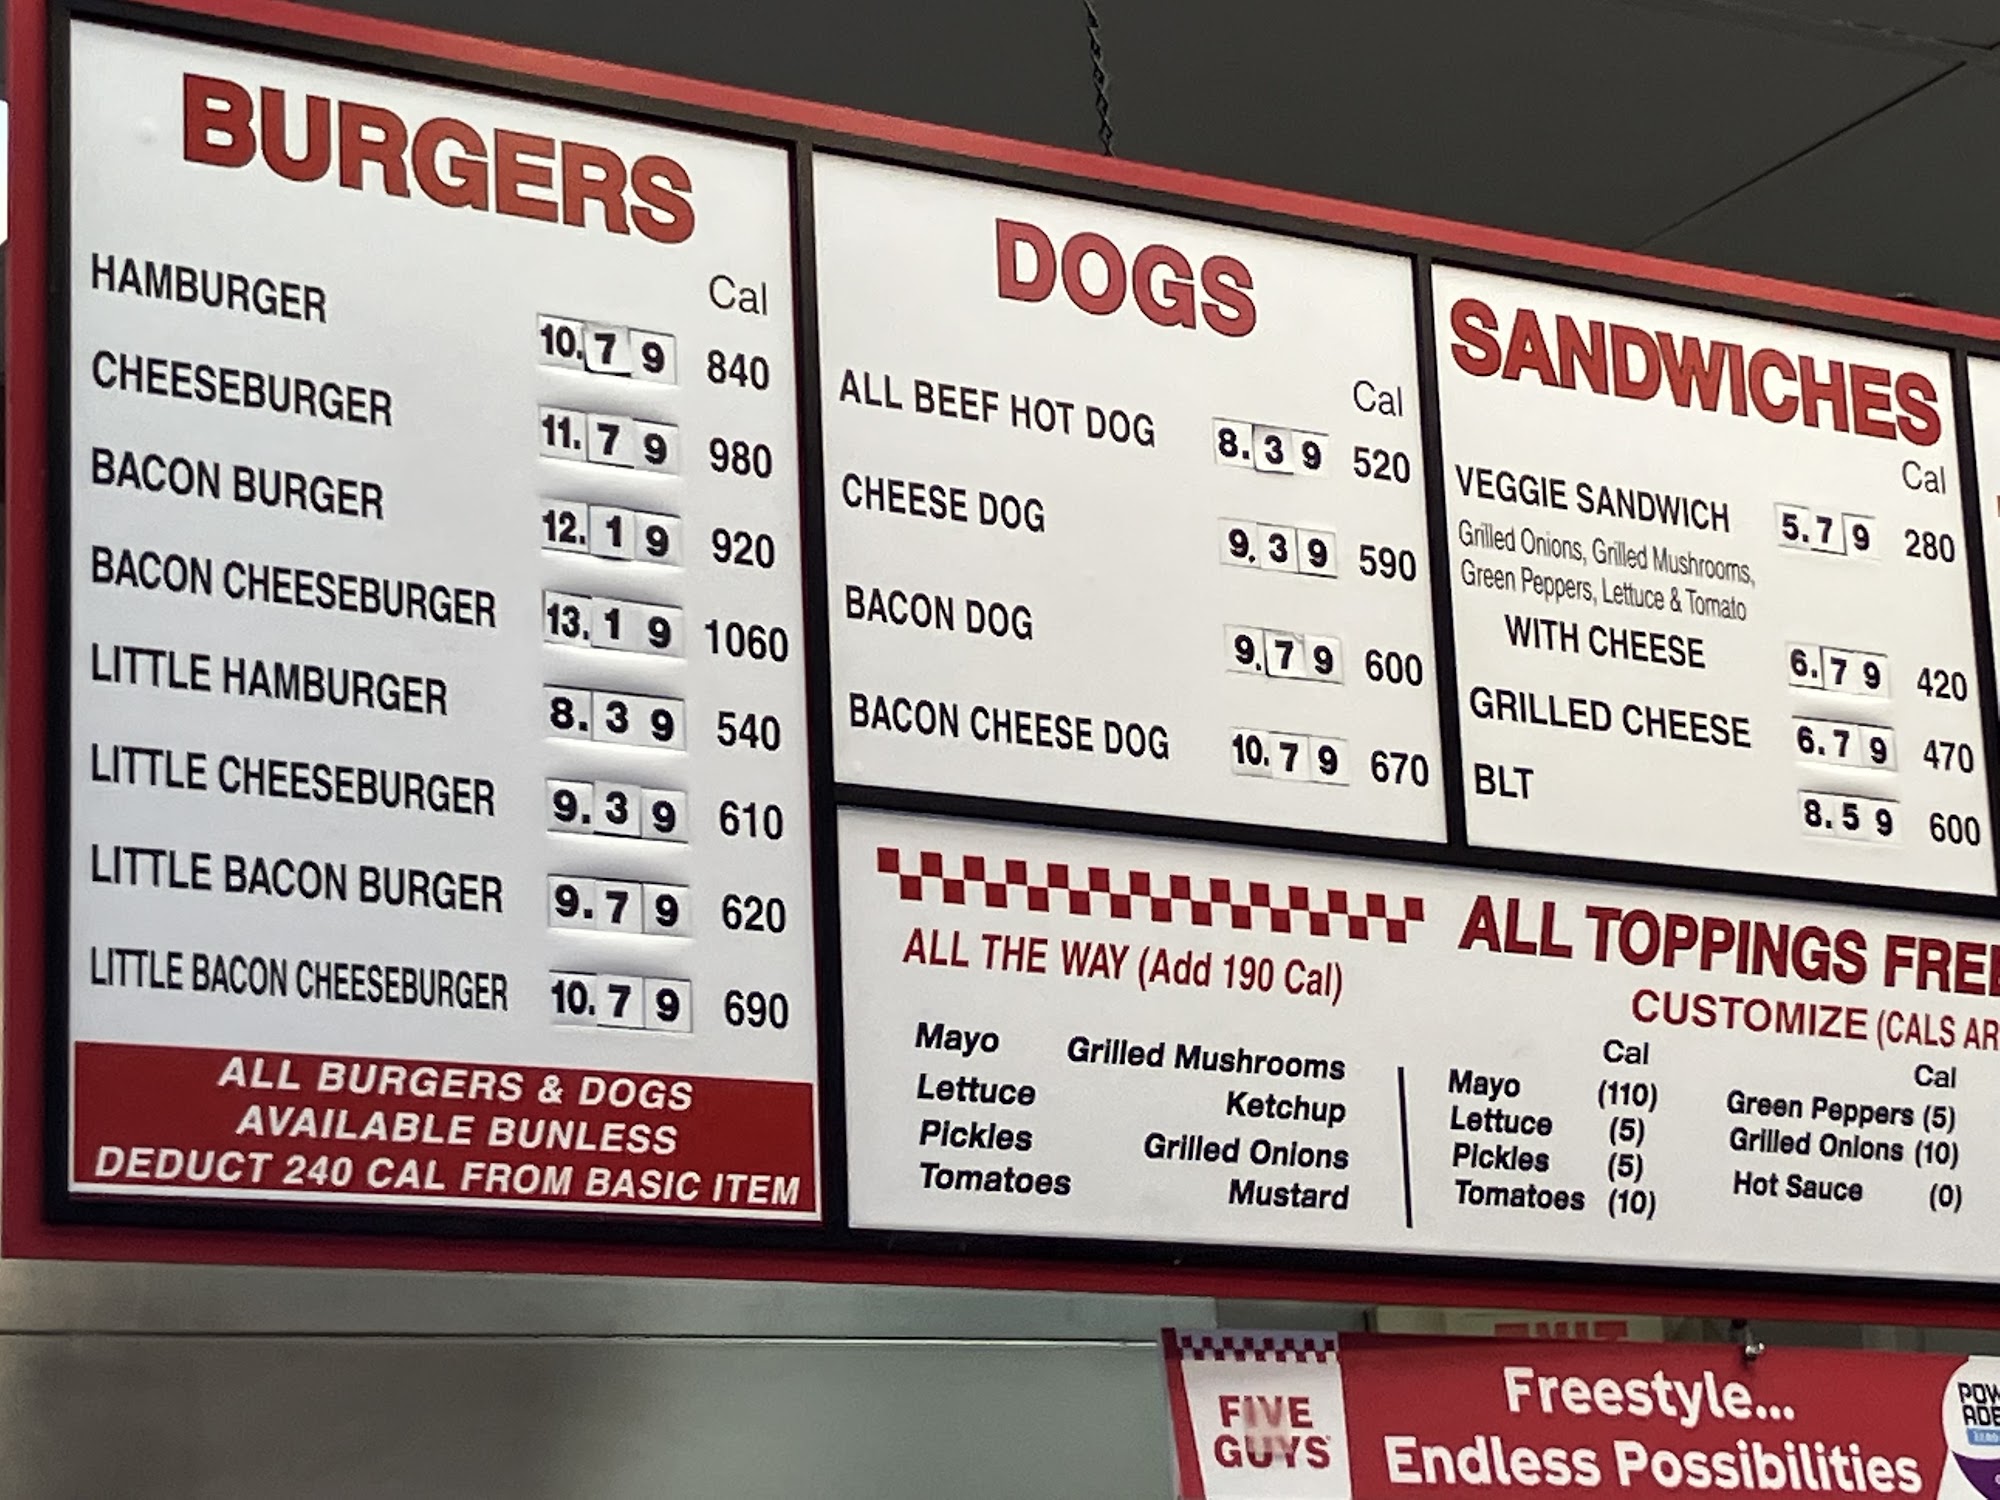 BURGERS
Cal
HAMBURGER 10.79 840
CHEESEBURGER 11.79 980
BACON BURGER 12.19 920
BACON CHEESEBURGER 13.19 1060
LITTLE HAMBURGER 8.39 540
LITTLE CHEESEBURGER 9.39 610
LITTLE BACON BURGER 9.79 620
LITTLE BACON CHEESEBURGER 10.79 690
ALL BURGERS & DOGS
AVAILABLE BUNLESS
DEDUCT 240 CAL FROM BASIC ITEM
DOGS
Cal
ALL BEEF HOT DOG 8.39 520
CHEESE DOG 9.39 590
BACON DOG 9.79 600
BACON CHEESE DOG 10.79 670
SANDWICHES
Cal
VEGGIE SANDWICH 5.79 280
Grilled Onions, Grilled Mushrooms,
Green Peppers, Lettuce & Tomato
WITH CHEESE 6.79 420
GRILLED CHEESE 6.79 470
BLT 8.59 600
ALL TOPPINGS FREE
ALL THE WAY (Add 190 Cal)
Mayo Grilled Mushrooms
Lettuce Ketchup
Pickles Grilled Onions
Tomatoes Mustard
CUSTOMIZE (CALS AR
Cal Cal
Mayo (110) Green Peppers (5)
Lettuce (5) Grilled Onions (10)
Pickles (5) Hot Sauce (0)
Tomatoes (10)
EXIT
FIVE
GUYS
Freestyle...
Endless Possibilities
POW
ADE